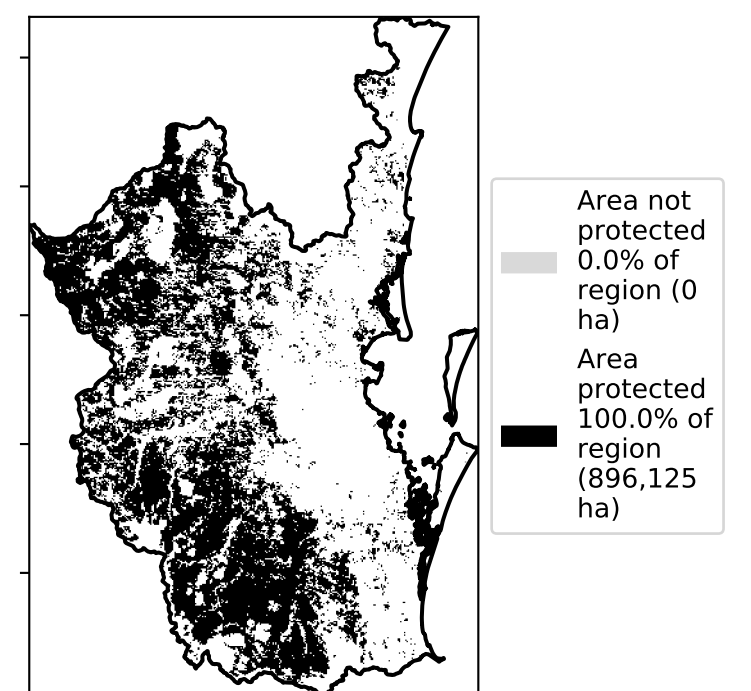 Area not
protected
0.0% of
region (0
ha)
Area
protected
100.0% of
region
(896,125
ha)